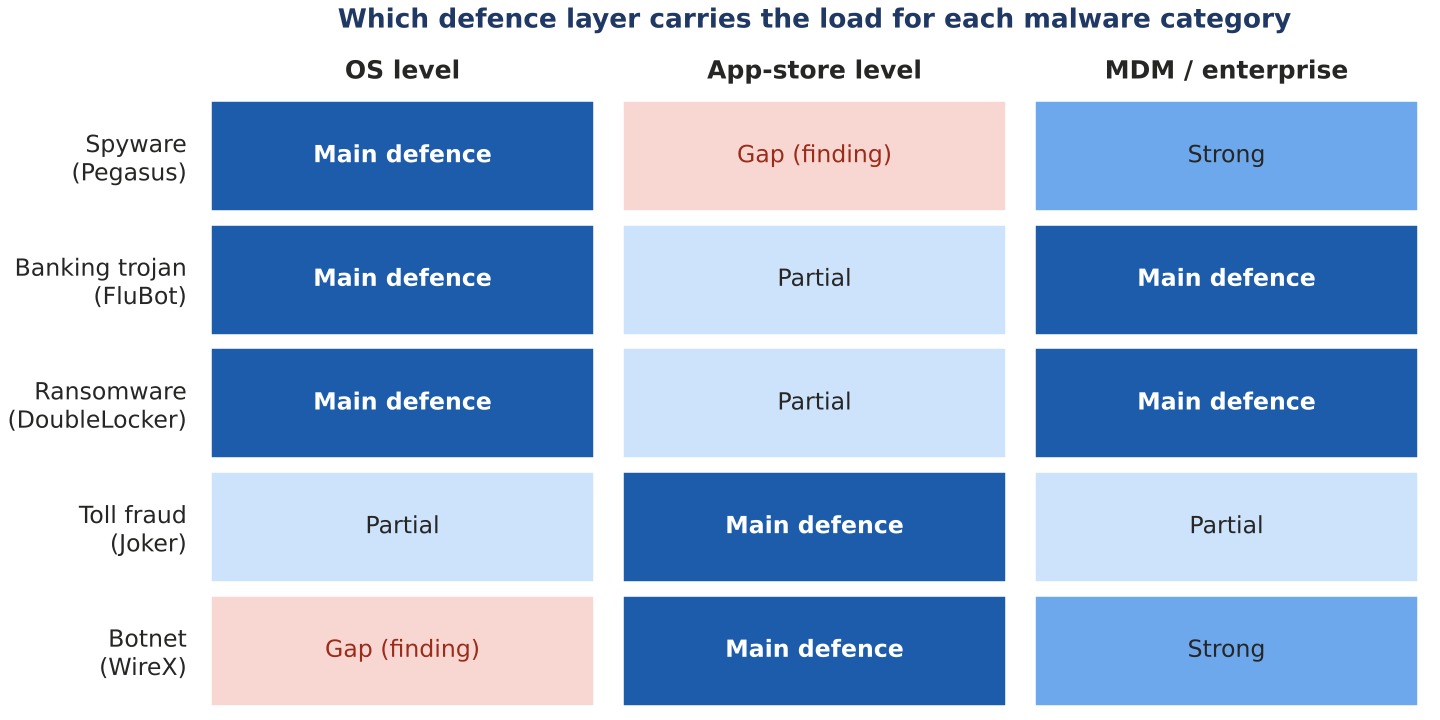 Which defence layer carries the load for each malware category
OS level
App-store level
MDM / enterprise
Spyware
(Pegasus)
Main defence
Gap (finding)
Strong
Banking trojan
(FluBot)
Main defence
Partial
Main defence
Ransomware
(DoubleLocker)
Main defence
Partial
Main defence
Toll fraud
(Joker)
Partial
Main defence
Partial
Botnet
(WireX)
Gap (finding)
Main defence
Strong